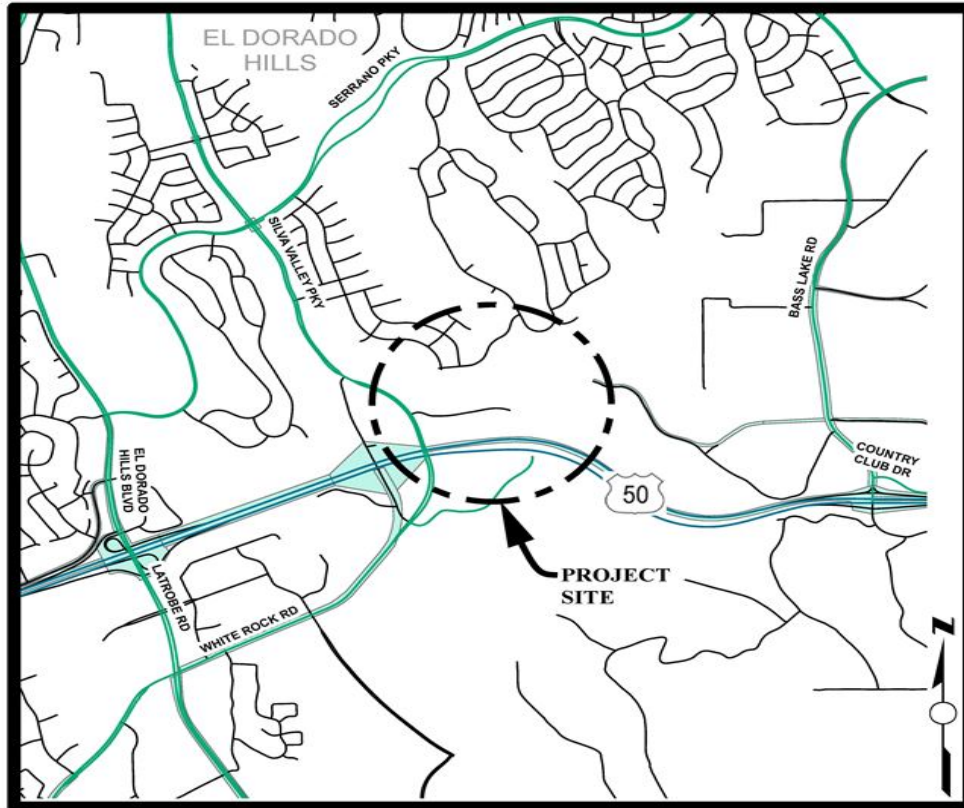 EL DORADO
HILLS
SERRANO PKY
SILVA VALLEY PKY
BASS LAKE RD
COUNTRY
CLUB DR
EL DORADO
HILLS BLVD
50
LATROBE RD
PROJECT
SITE
WHITE ROCK RD
N